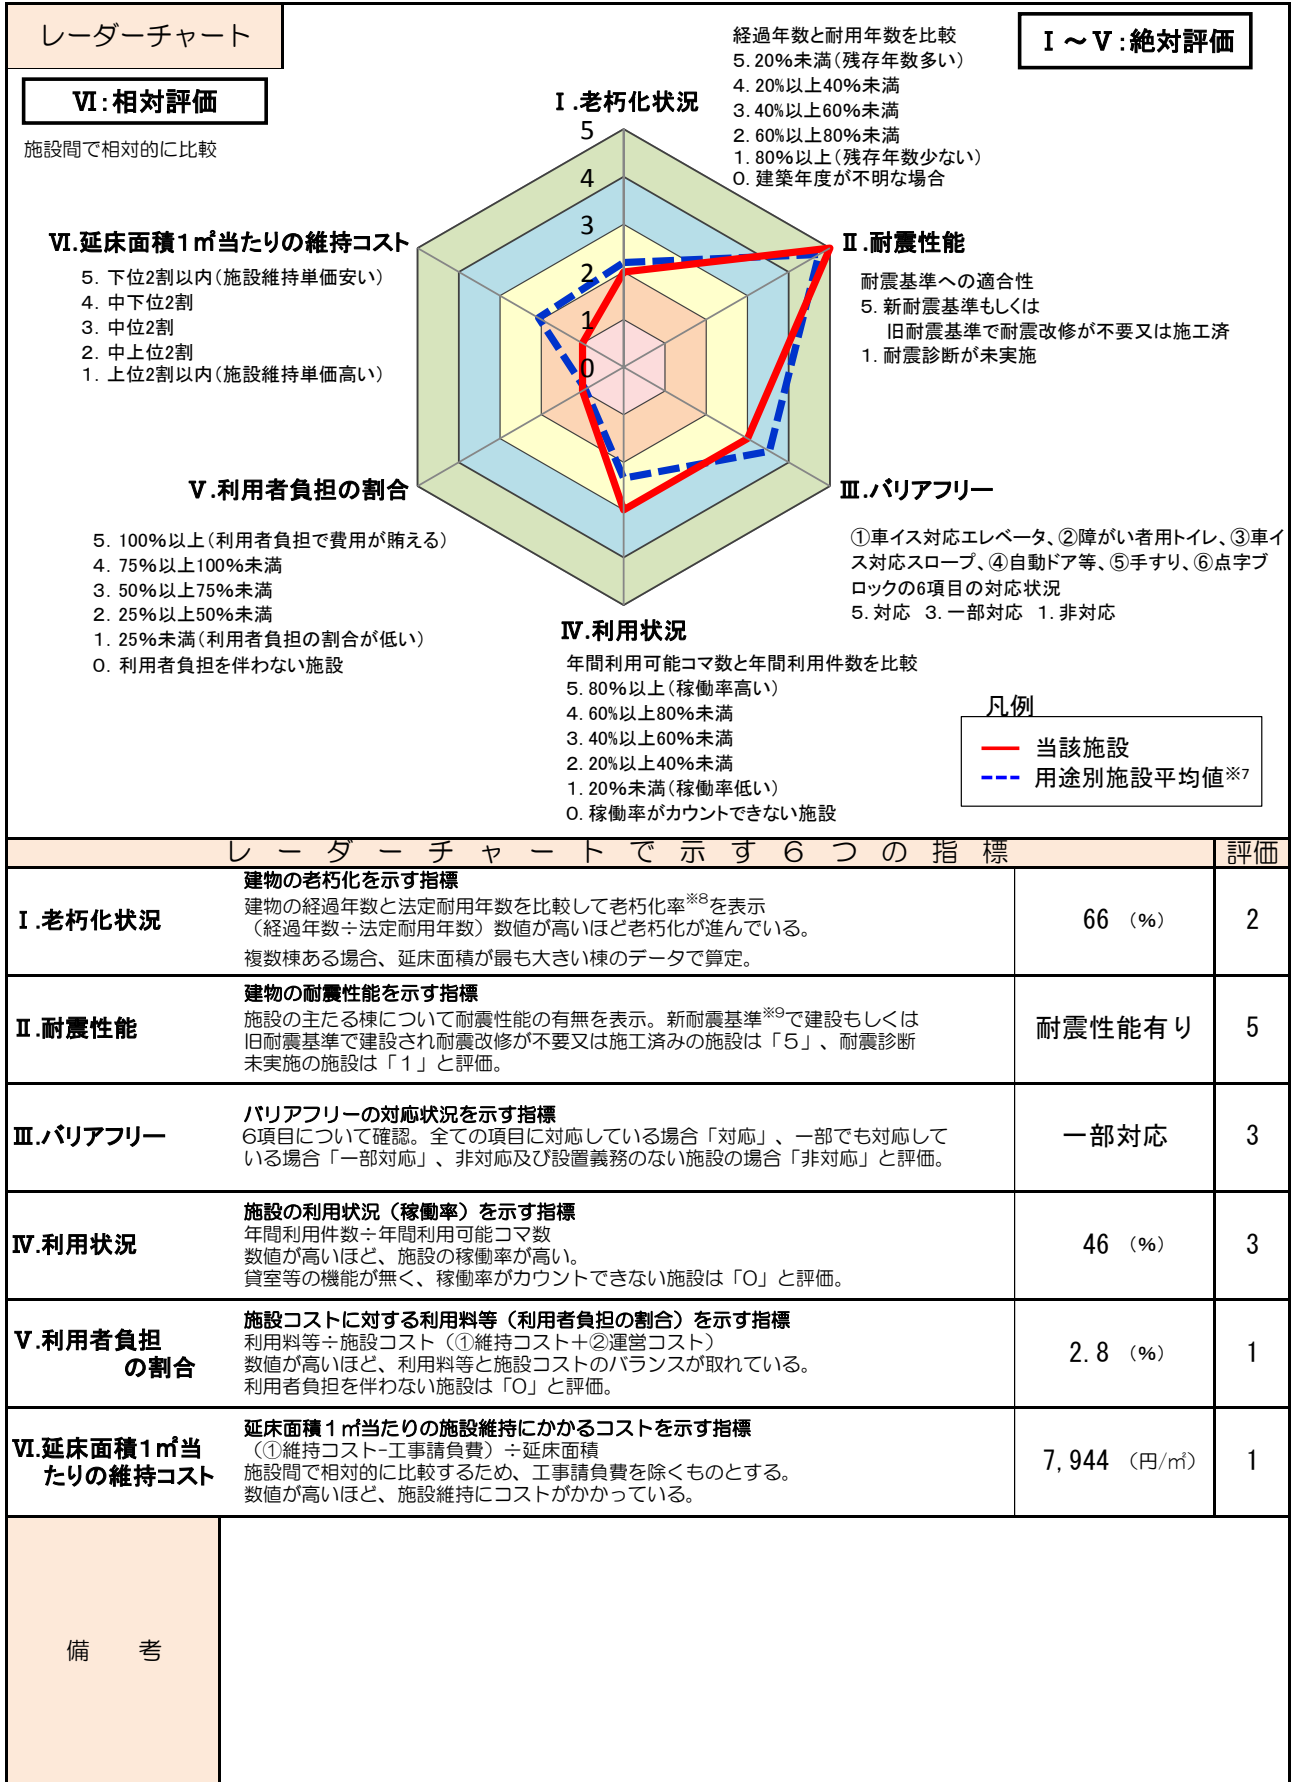 レーダーチャート
Ⅰ～Ⅴ:絶対評価
Ⅵ:相対評価
施設間で相対的に比較
経過年数と耐用年数を比較
5.20%未満(残存年数多い)
4.20%以上40%未満
3.40%以上60%未満
2.60%以上80%未満
1.80%以上(残存年数少ない)
0.建築年度が不明な場合
Ⅰ.老朽化状況
5
4
3
2
1
0
Ⅱ.耐震性能
耐震基準への適合性
5.新耐震基準もしくは
旧耐震基準で耐震改修が不要又は施工済
1.耐震診断が未実施
Ⅵ.延床面積1㎡当たりの維持コスト
5.下位2割以内(施設維持単価安い)
4.中下位2割
3.中位2割
2.中上位2割
1.上位2割以内(施設維持単価高い)
Ⅲ.バリアフリー
①車イス対応エレベータ、②障がい者用トイレ、③車イ
ス対応スロープ、④自動ドア等、⑤手すり、⑥点字ブ
ロックの6項目の対応状況
5.対応 3.一部対応 1.非対応
Ⅴ.利用者負担の割合
5.100%以上(利用者負担で費用が賄える)
4.75%以上100%未満
3.50%以上75%未満
2.25%以上50%未満
1.25%未満(利用者負担の割合が低い)
0.利用者負担を伴わない施設
Ⅳ.利用状況
年間利用可能コマ数と年間利用件数を比較
5.80%以上(稼働率高い)
4.60%以上80%未満
3.40%以上60%未満
2.20%以上40%未満
1.20%未満(稼働率低い)
0.稼働率がカウントできない施設
凡例
当該施設
用途別施設平均値※7
レーダーチャートで示す6つの指標 評価
Ⅰ.老朽化状況
建物の老朽化を示す指標
建物の経過年数と法定耐用年数を比較して老朽化率※8を表示
(経過年数÷法定耐用年数)数値が高いほど老朽化が進んでいる。
複数棟ある場合、延床面積が最も大きい棟のデータで算定。
66 (%) 2
Ⅱ.耐震性能
建物の耐震性能を示す指標
施設の主たる棟について耐震性能の有無を表示。新耐震基準※9で建設もしくは
旧耐震基準で建設され耐震改修が不要又は施工済みの施設は「5」、耐震診断
未実施の施設は「1」と評価。
耐震性能有り 5
Ⅲ.バリアフリー
バリアフリーの対応状況を示す指標
6項目について確認。全ての項目に対応している場合「対応」、一部でも対応して
いる場合「一部対応」、非対応及び設置義務のない施設の場合「非対応」と評価。
一部対応 3
Ⅳ.利用状況
施設の利用状況(稼働率)を示す指標
年間利用件数÷年間利用可能コマ数
数値が高いほど、施設の稼働率が高い。
貸室等の機能が無く、稼働率がカウントできない施設は「0」と評価。
46 (%) 3
Ⅴ.利用者負担
の割合
施設コストに対する利用料等(利用者負担の割合)を示す指標
利用料等÷施設コスト(①維持コスト+②運営コスト)
数値が高いほど、利用料等と施設コストのバランスが取れている。
利用者負担を伴わない施設は「0」と評価。
2.8 (%) 1
Ⅵ.延床面積1㎡当
たりの維持コスト
延床面積1㎡当たりの施設維持にかかるコストを示す指標
(①維持コスト-工事請負費)÷延床面積
施設間で相対的に比較するため、工事請負費を除くものとする。
数値が高いほど、施設維持にコストがかかっている。
7,944 (円/㎡) 1
備 考